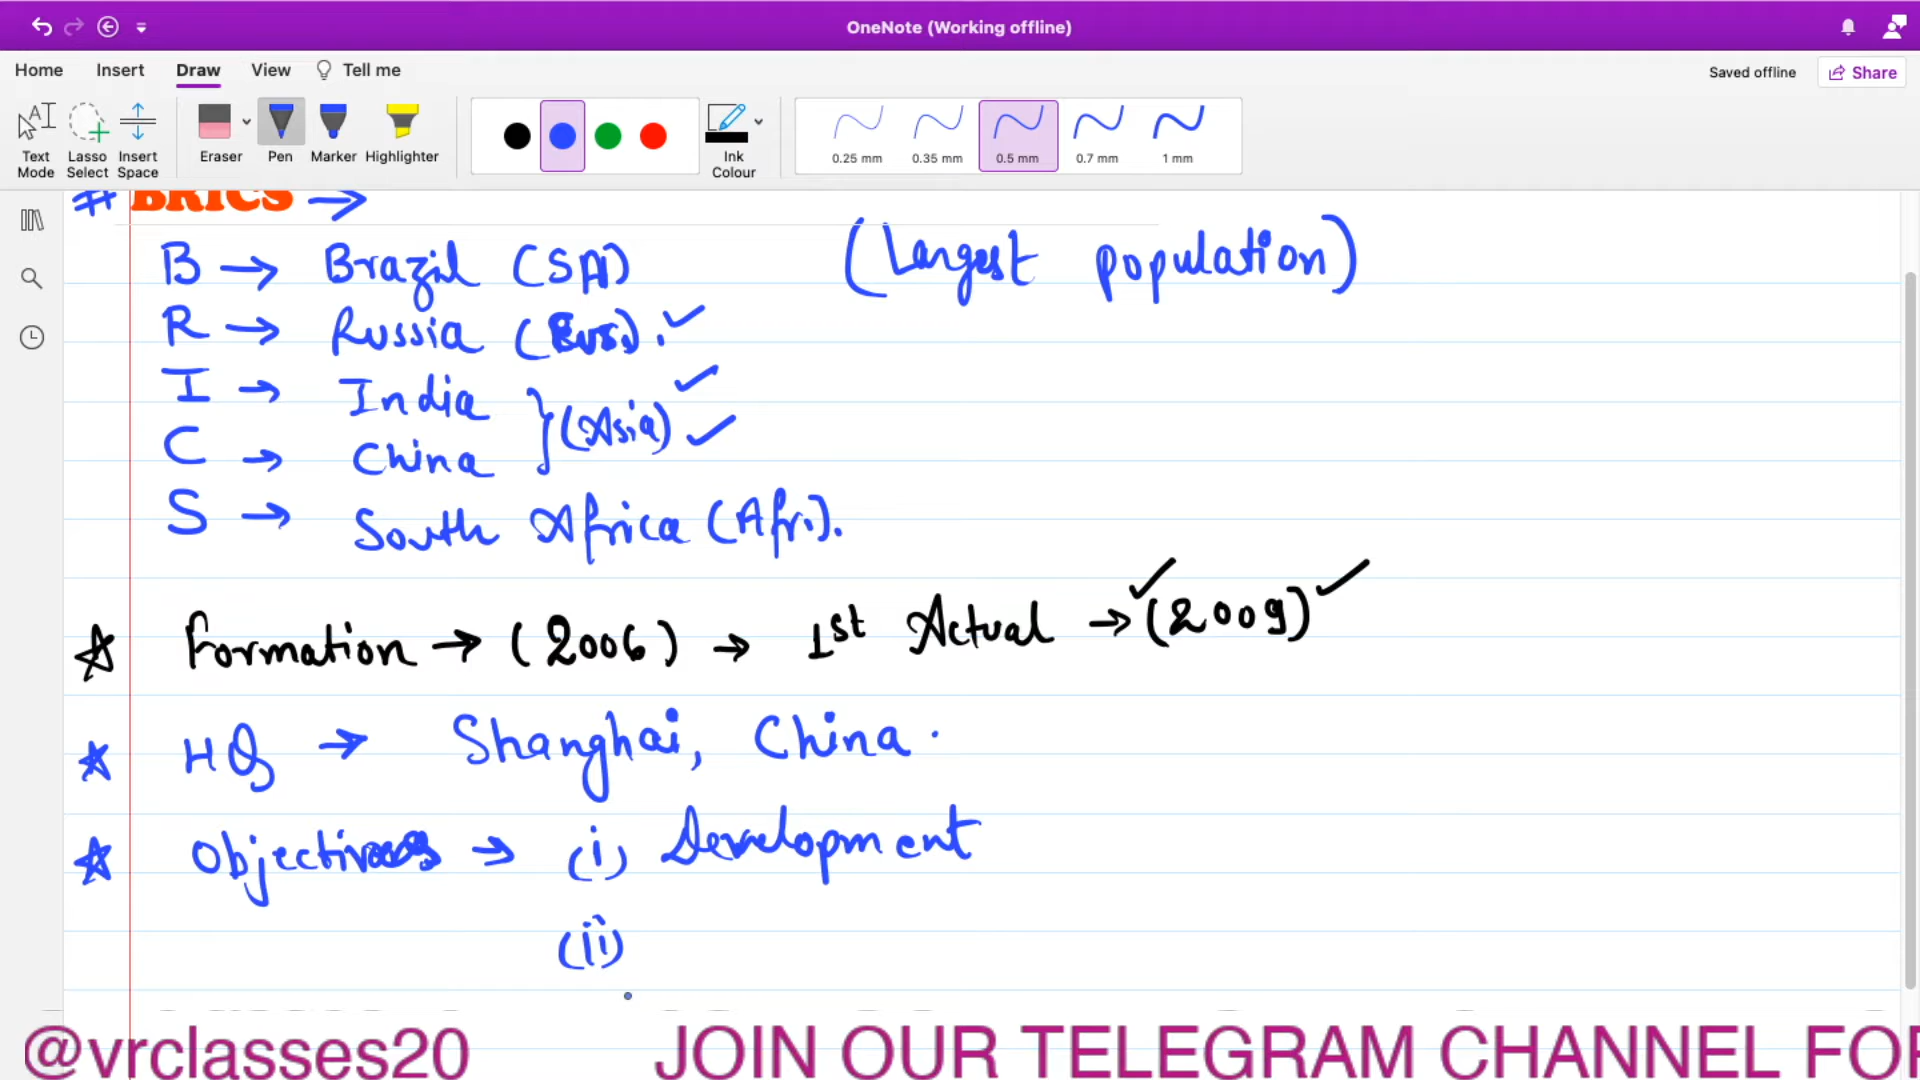 OneNote (Working offline)
Home Insert Draw View Tell me
Saved offline Share
Text Mode Lasso Select Insert Space Eraser Pen Marker Highlighter Ink Colour 0.25 mm 0.35 mm 0.5 mm 0.7 mm 1 mm
# BRICS →
B → Brazil (SA) (Largest population)
R → Russia (Eus). ✓
I → India ✓
} (Asia) ✓
C → China
S → South Africa (Afri).
☆ Formation → (2006) → 1st Actual → ✓(2009) ✓
☆ HQs → Shanghai, China.
☆ Objectives → (i) Development
(ii)
@vrclasses20 JOIN OUR TELEGRAM CHANNEL FOR